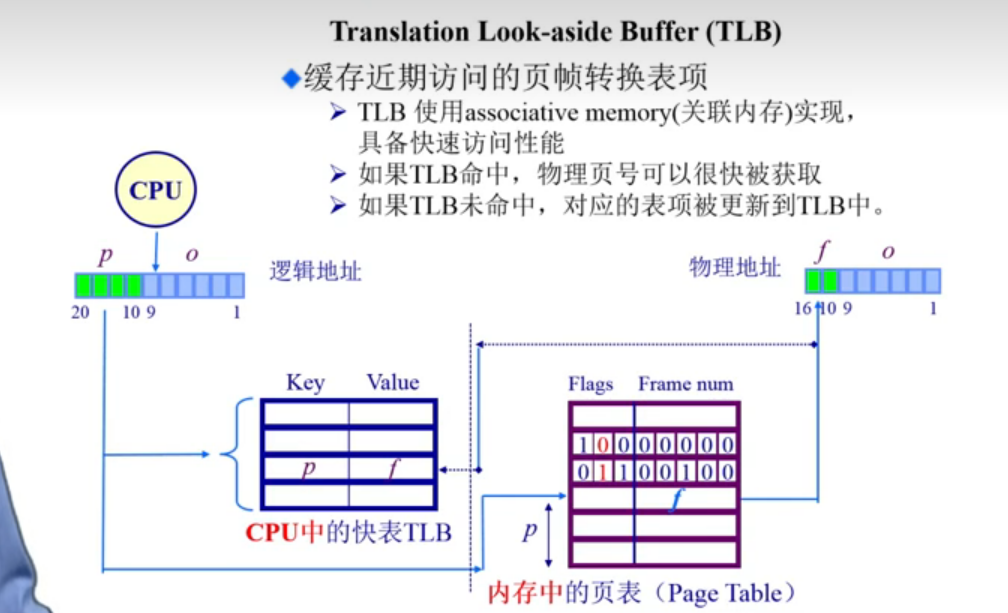 Translation Look-aside Buffer (TLB)
◆缓存近期访问的页帧转换表项
➢ TLB 使用associative memory(关联内存)实现，
具备快速访问性能
➢ 如果TLB命中，物理页号可以很快被获取
➢ 如果TLB未命中，对应的表项被更新到TLB中。
CPU
p o
逻辑地址
20 10 9 1
物理地址
f o
16 10 9 1
Key Value
p f
CPU中的快表TLB
Flags Frame num
1 0 0 0 0 0 0 0
0 1 1 0 0 1 0 0
f
p
内存中的页表（Page Table）